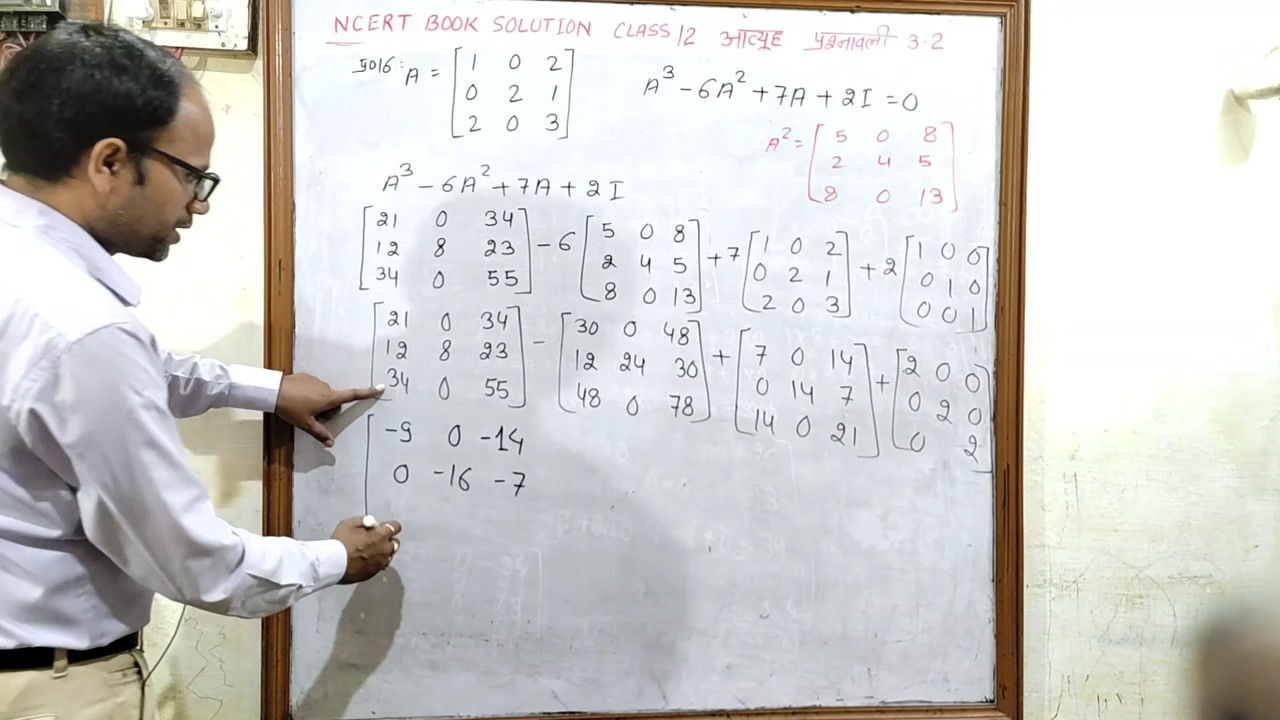 NCERT BOOK SOLUTION CLASS 12 आव्यूह प्रश्नावली 3.2
प्र016: A = [1 0 2; 0 2 1; 2 0 3]
A³ - 6A² + 7A + 2I = 0
A² = [5 0 8; 2 4 5; 8 0 13]
A³ - 6A² + 7A + 2I
[21 0 34; 12 8 23; 34 0 55] - 6 [5 0 8; 2 4 5; 8 0 13] + 7 [1 0 2; 0 2 1; 2 0 3] + 2 [1 0 0; 0 1 0; 0 0 1]
[21 0 34; 12 8 23; 34 0 55] - [30 0 48; 12 24 30; 48 0 78] + [7 0 14; 0 14 7; 14 0 21] + [2 0 0; 0 2 0; 0 2]
[-9 0 -14
0 -16 -7